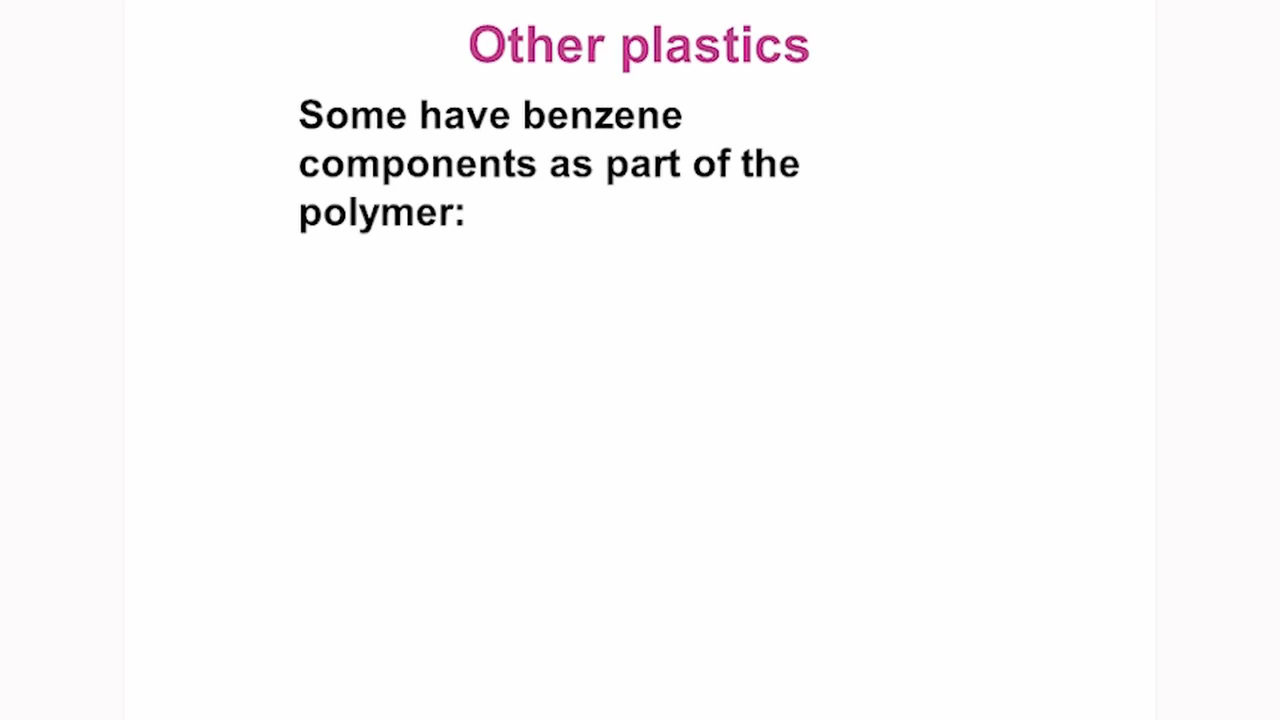 Other plastics
Some have benzene
components as part of the
polymer: